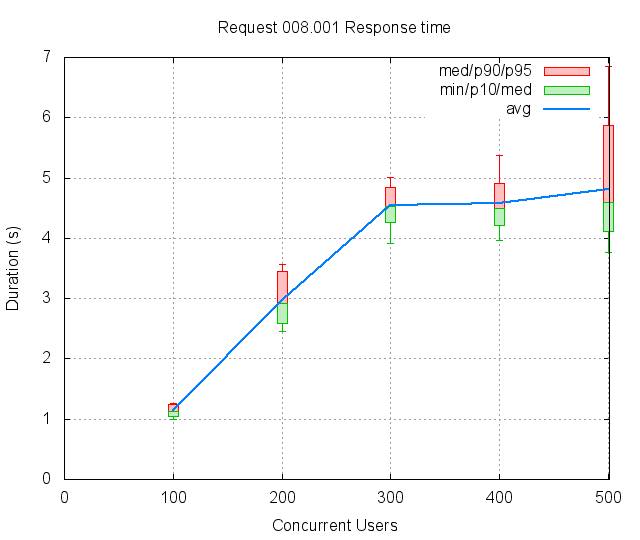 Request 008.001 Response time
med/p90/p95
min/p10/med
avg
7
6
5
4
3
2
1
0
Duration (s)
0 100 200 300 400 500
Concurrent Users